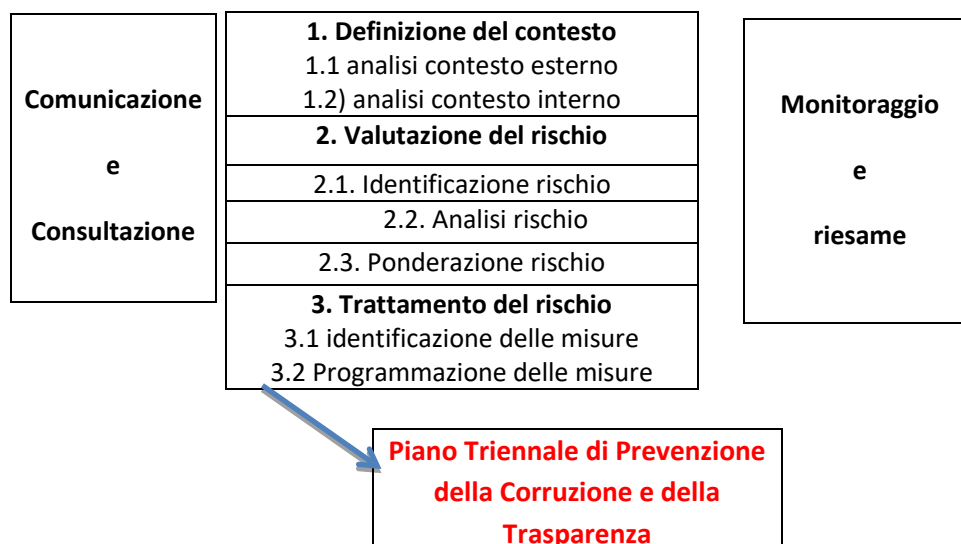 Comunicazione
e
Consultazione
1. Definizione del contesto
1.1 analisi contesto esterno
1.2) analisi contesto interno
2. Valutazione del rischio
2.1. Identificazione rischio
2.2. Analisi rischio
2.3. Ponderazione rischio
3. Trattamento del rischio
3.1 identificazione delle misure
3.2 Programmazione delle misure
Monitoraggio
e
riesame
Piano Triennale di Prevenzione
della Corruzione e della
Trasparenza